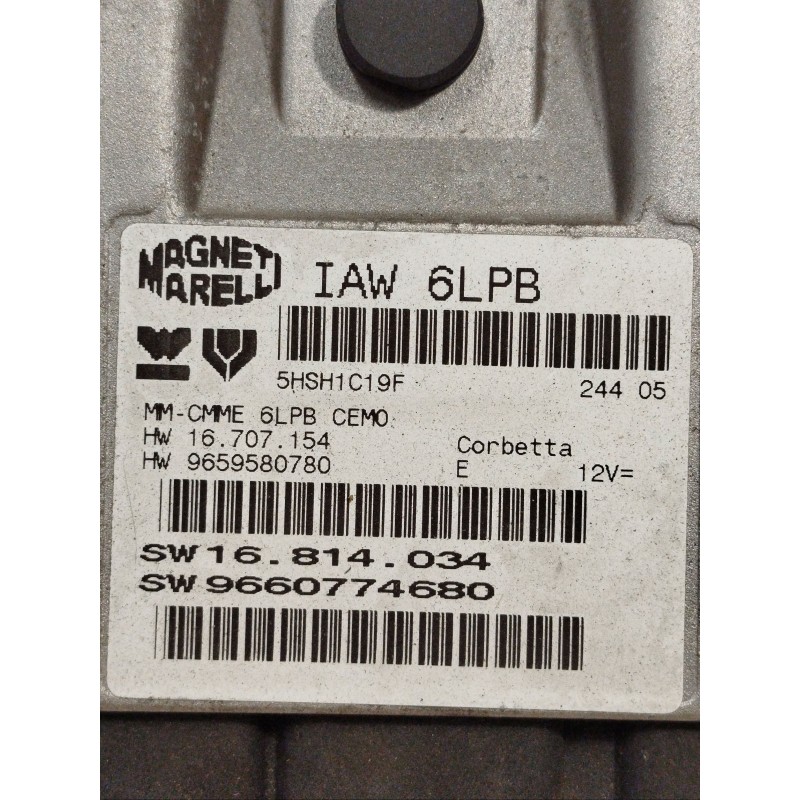 MAGNETI
MARELLI
IAW 6LPB
5HSH1C19F 244 05
MM-CMME 6LPB CEMO
HW 16.707.154 Corbetta
HW 9659580780 E 12V=
SW16.814.034
SW9660774680